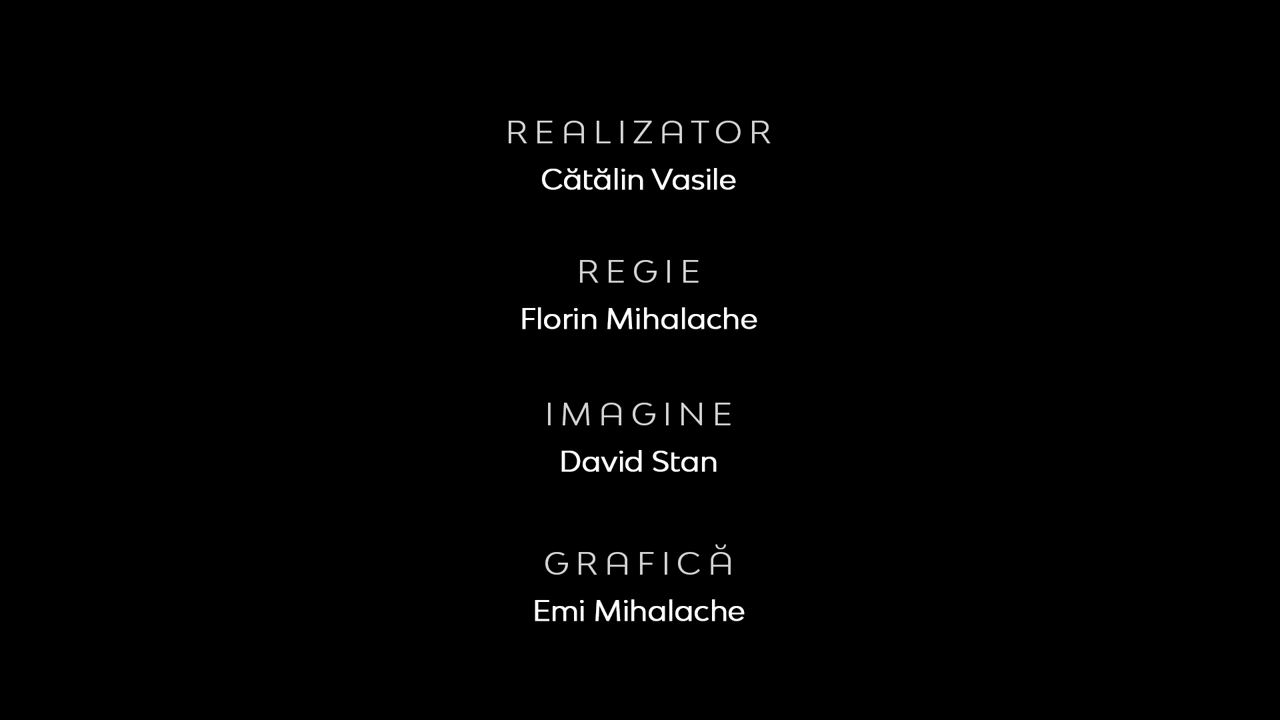 REALIZATOR
Cătălin Vasile
REGIE
Florin Mihalache
IMAGINE
David Stan
GRAFICĂ
Emi Mihalache